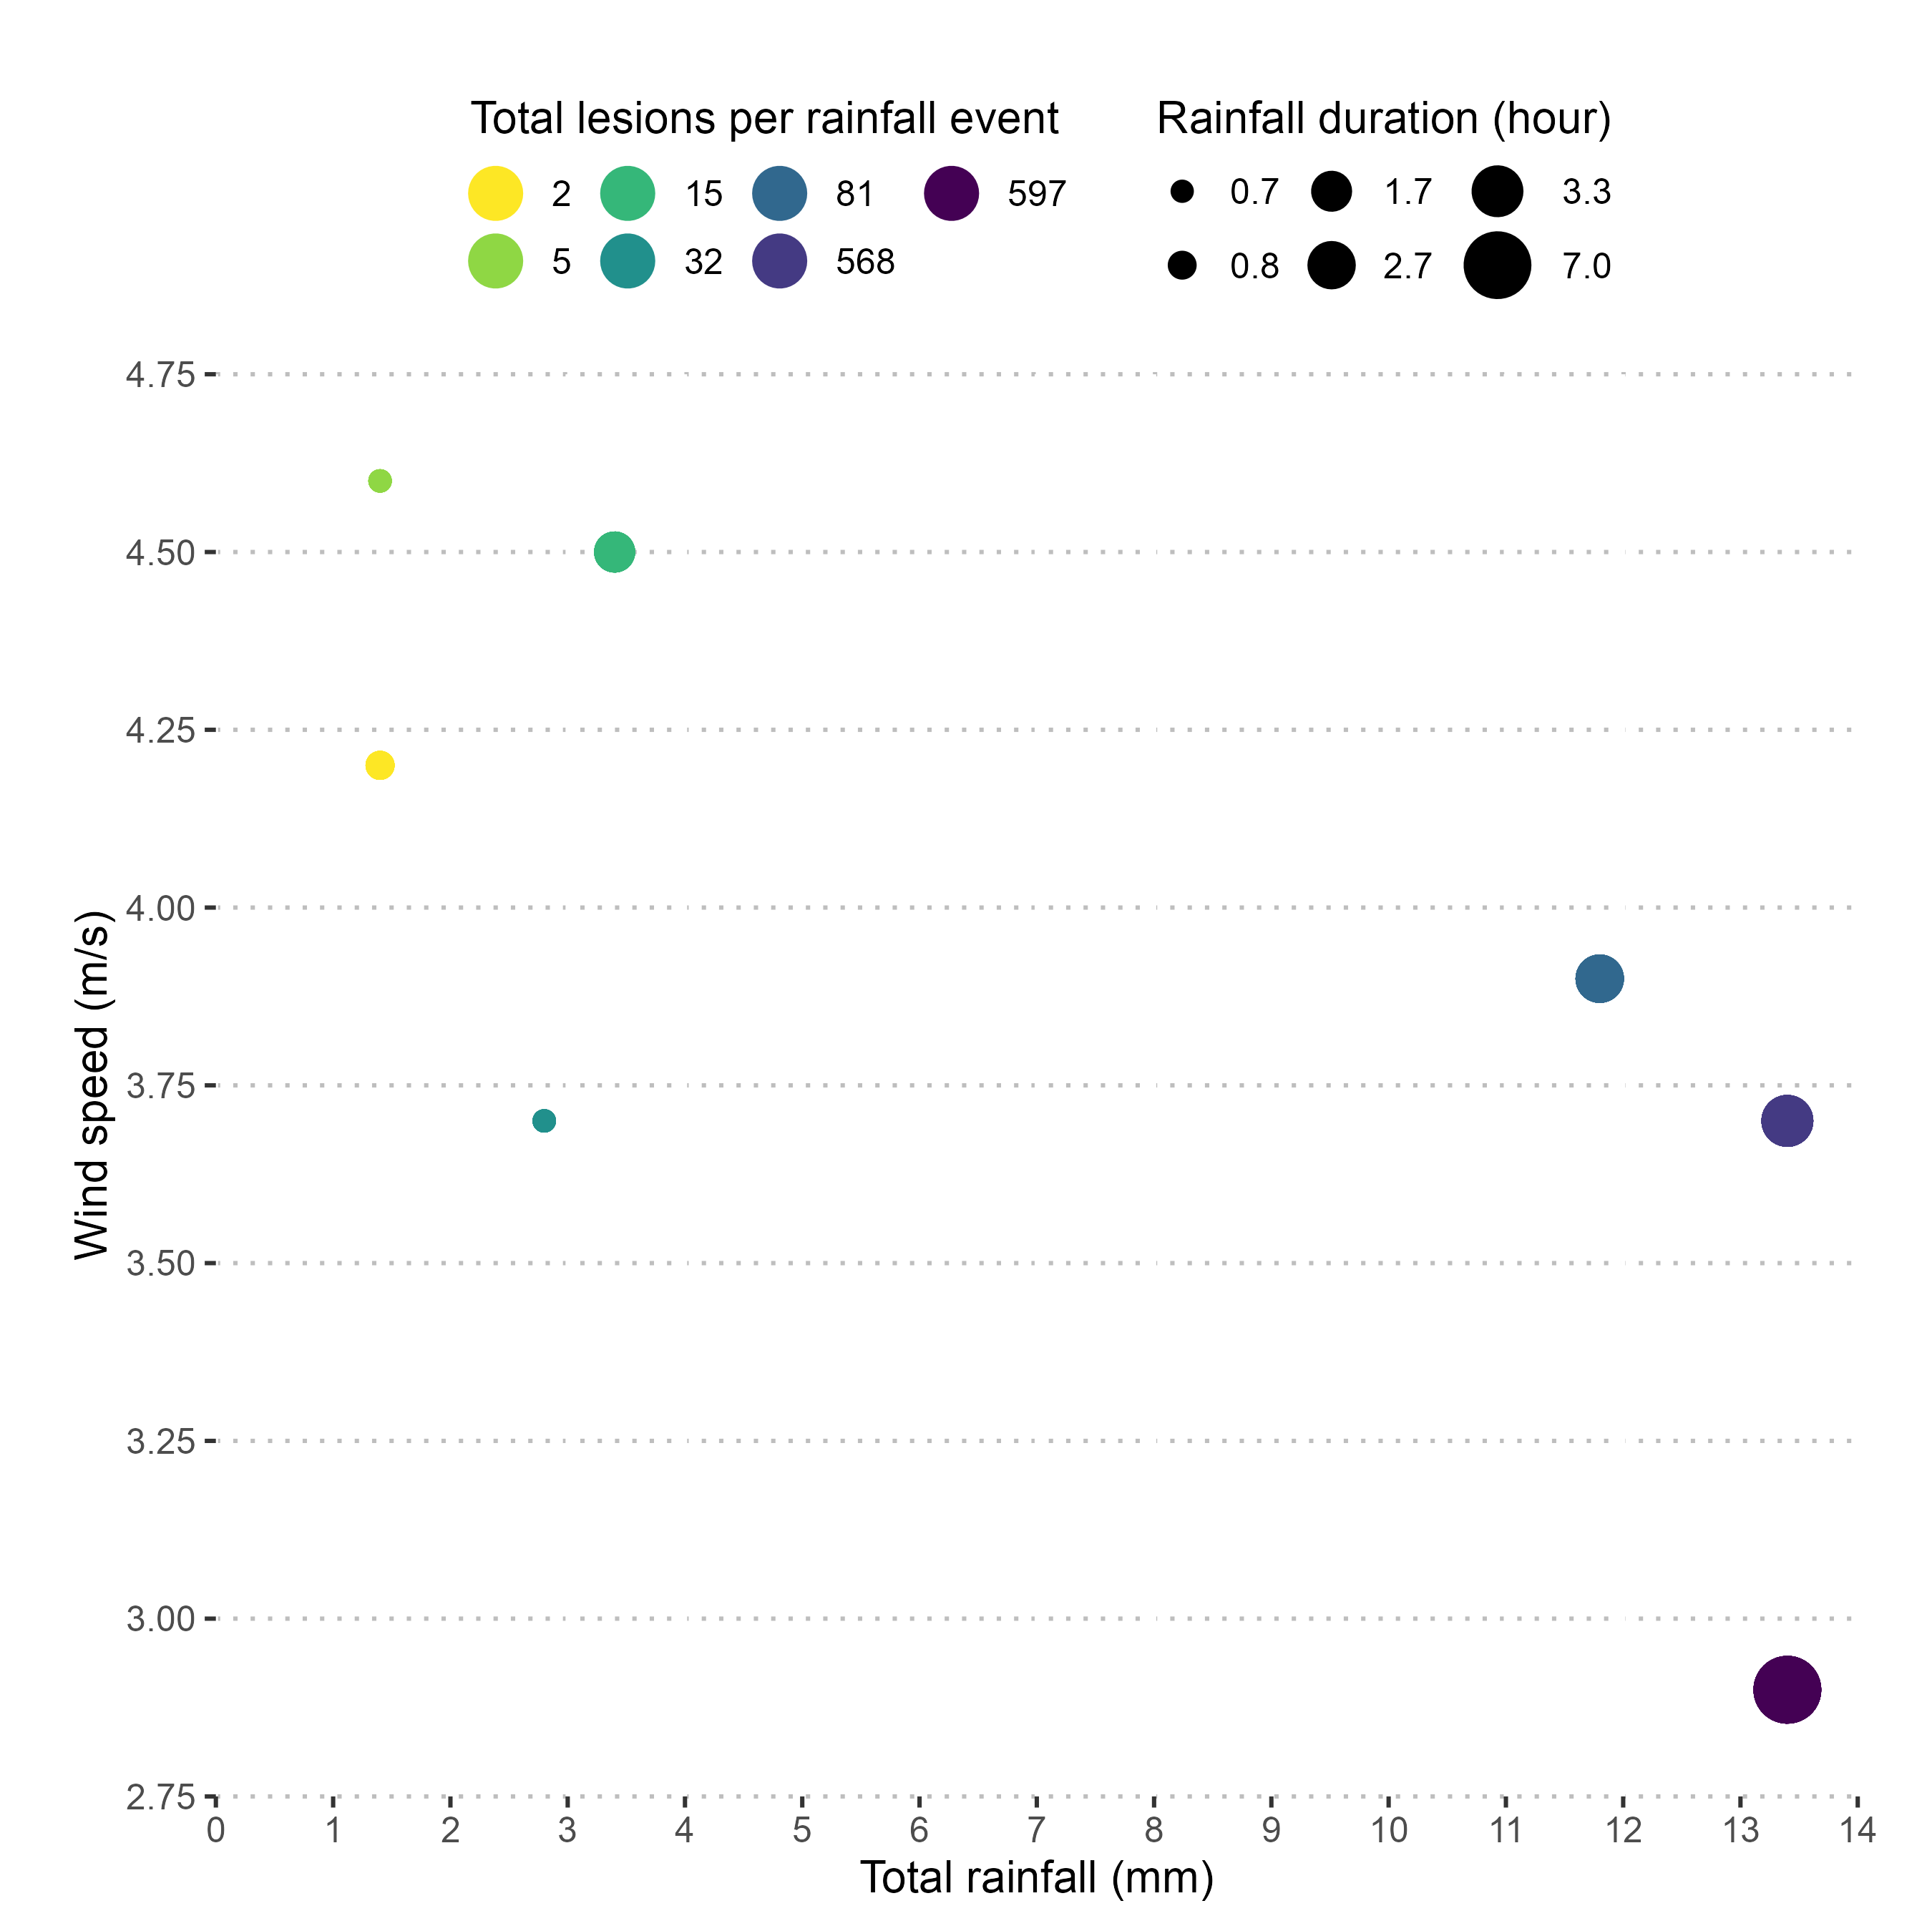 Total lesions per rainfall event
2 15 81 597
5 32 568
Rainfall duration (hour)
0.7 1.7 3.3
0.8 2.7 7.0
4.75
4.50
4.25
4.00
3.75
3.50
3.25
3.00
2.75
Wind speed (m/s)
0 1 2 3 4 5 6 7 8 9 10 11 12 13 14
Total rainfall (mm)